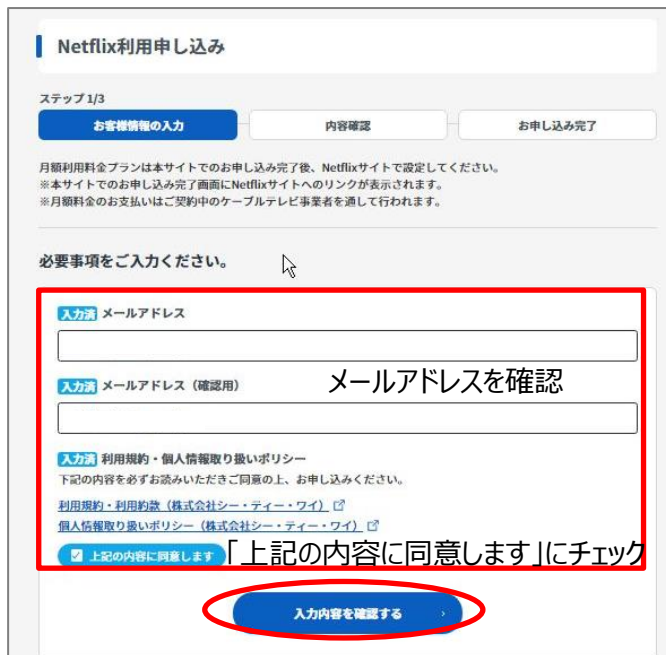 Netflix利用申し込み
ステップ1/3
お客様情報の入力
内容確認
お申し込み完了
月額利用料金プランは本サイトでのお申し込み完了後、Netflixサイトで設定してください。
※本サイトでのお申し込み完了画面にNetflixサイトへのリンクが表示されます。
※月額料金のお支払いはご契約中のケーブルテレビ事業者を通して行われます。
必要事項をご入力ください。
入力済 メールアドレス
入力済 メールアドレス（確認用）
メールアドレスを確認
入力済 利用規約・個人情報取り扱いポリシー
下記の内容を必ずお読みいただきご同意の上、お申し込みください。
利用規約・利用約款（株式会社シー・ティー・ワイ）
個人情報取り扱いポリシー（株式会社シー・ティー・ワイ）
上記の内容に同意します
「上記の内容に同意します」にチェック
入力内容を確認する